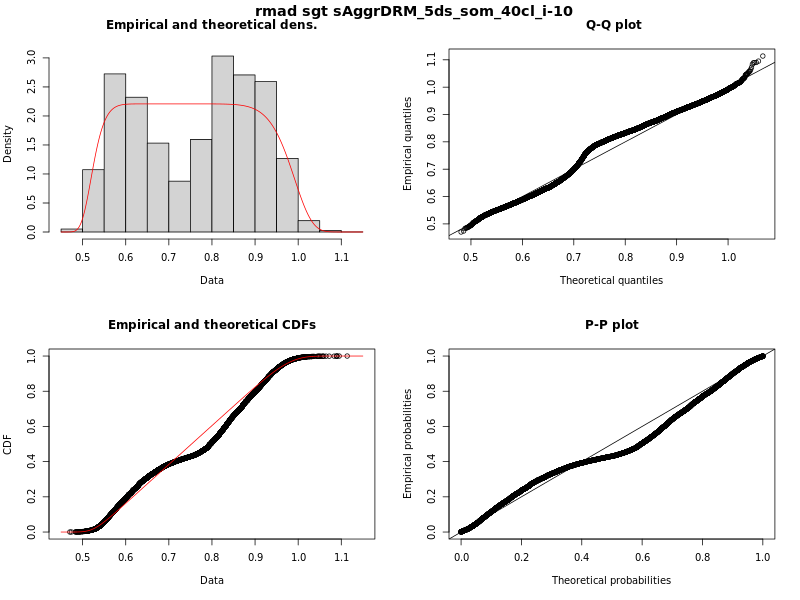 rmad sgt sAggrDRM_5ds_som_40cl_i-10
Empirical and theoretical dens.
Density
0.0 0.5 1.0 1.5 2.0 2.5 3.0
0.5 0.6 0.7 0.8 0.9 1.0 1.1
Data
Q-Q plot
Empirical quantiles
0.5 0.6 0.7 0.8 0.9 1.0 1.1
0.5 0.6 0.7 0.8 0.9 1.0
Theoretical quantiles
Empirical and theoretical CDFs
CDF
0.0 0.2 0.4 0.6 0.8 1.0
0.5 0.6 0.7 0.8 0.9 1.0 1.1
Data
P-P plot
Empirical probabilities
0.0 0.2 0.4 0.6 0.8 1.0
0.0 0.2 0.4 0.6 0.8 1.0
Theoretical probabilities